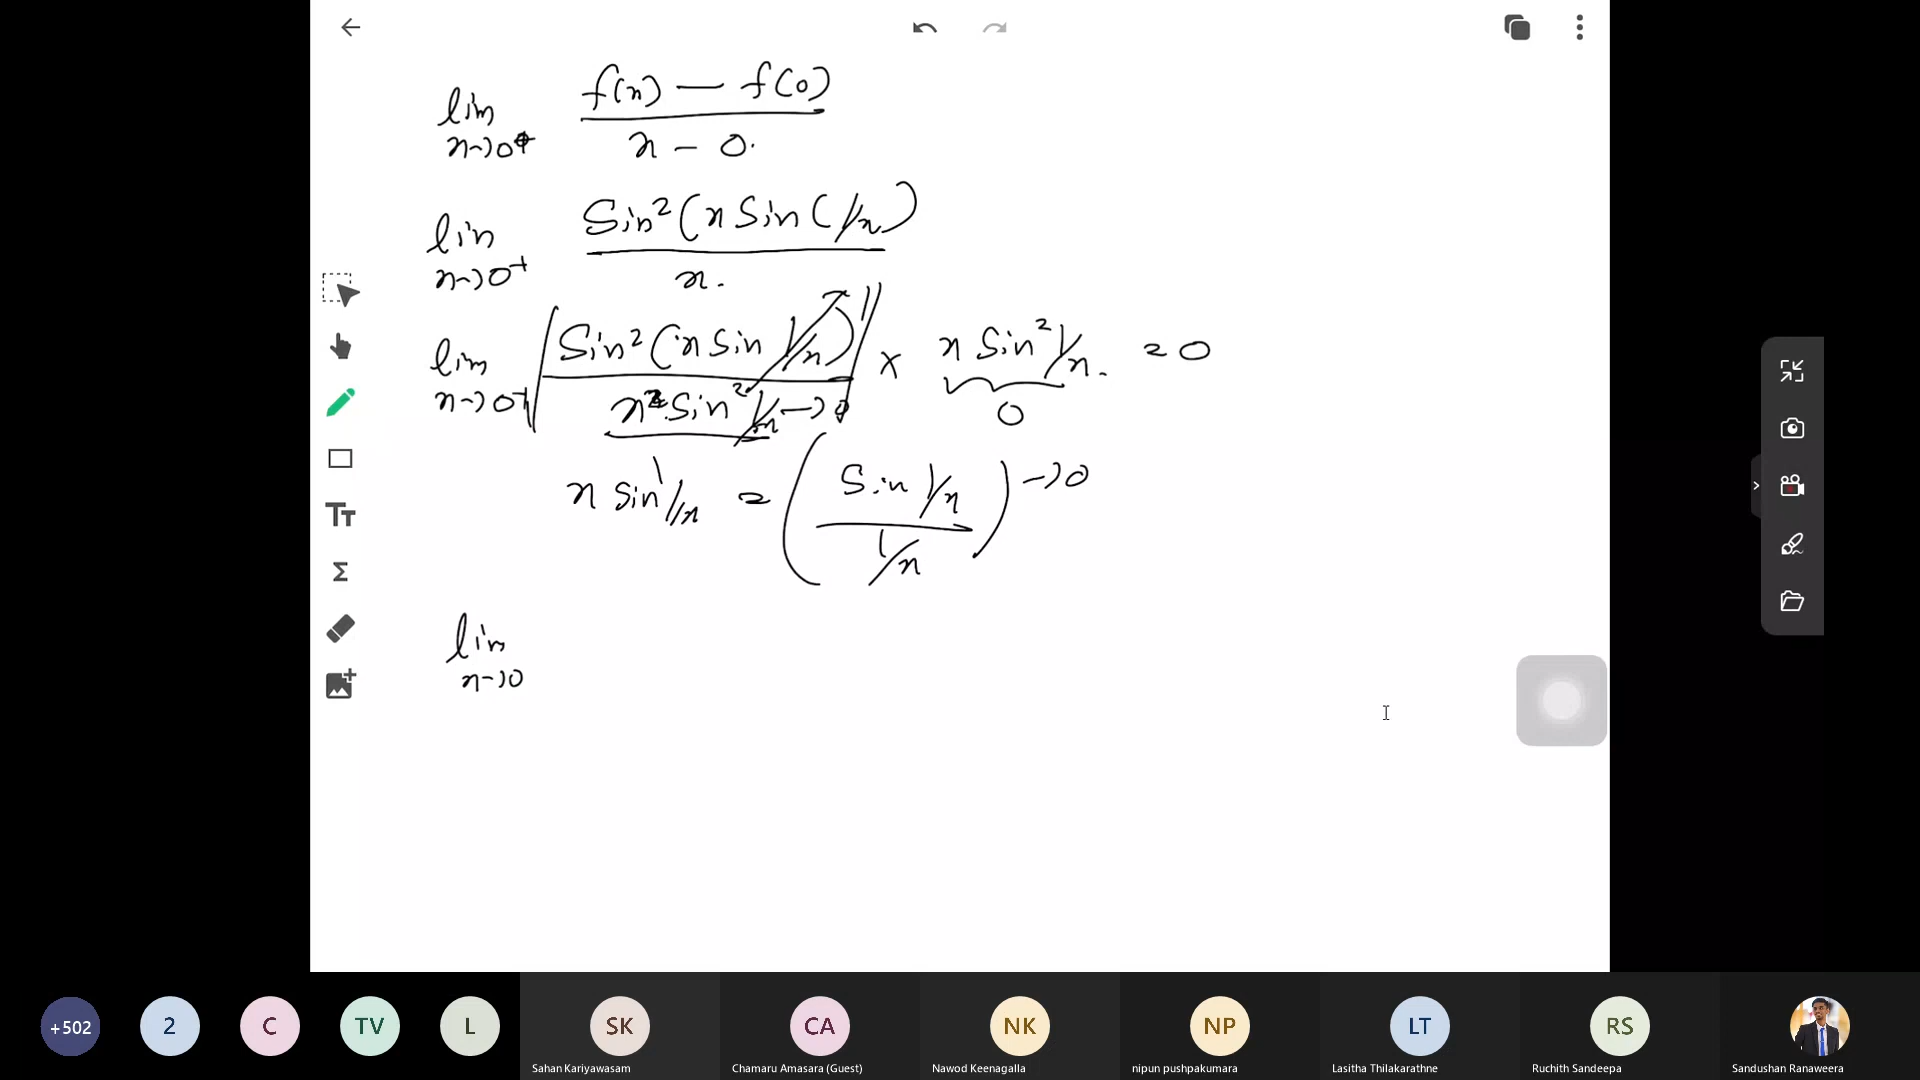 lim f(x) — f(0)
x→0+ x - 0.
lim Sin²(x Sin(1/x)
x→0+ x.
lim | Sin²(x Sin 1/x) | × x Sin² 1/x. = 0
x→0+ x² Sin² 1/x →0 0
x sin 1/x = ( Sin 1/x ) →0
1/x
lim
x→0
+502
2
C
TV
L
SK
CA
NK
NP
LT
RS
Sahan Kariyawasam
Chamaru Amasara (Guest)
Nawod Keenagalla
nipun pushpakumara
Lasitha Thilakarathne
Ruchith Sandeepa
Sandushan Ranaweera